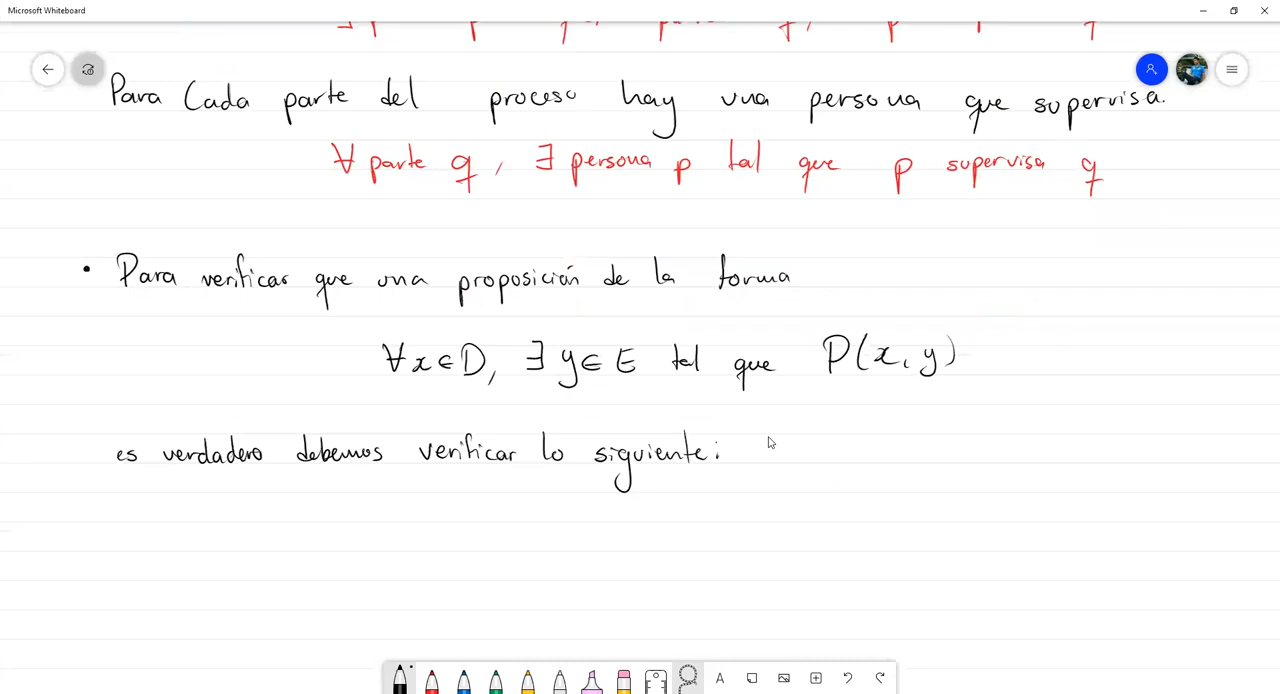 Microsoft Whiteboard
Para Cada parte del proceso hay una persona que supervisa.
∀ parte q, ∃ persona p tal que p supervisa q
• Para verificar que una proposición de la forma
∀x∈D, ∃ y∈E tal que P(x,y)
es verdadero debemos verificar lo siguiente: